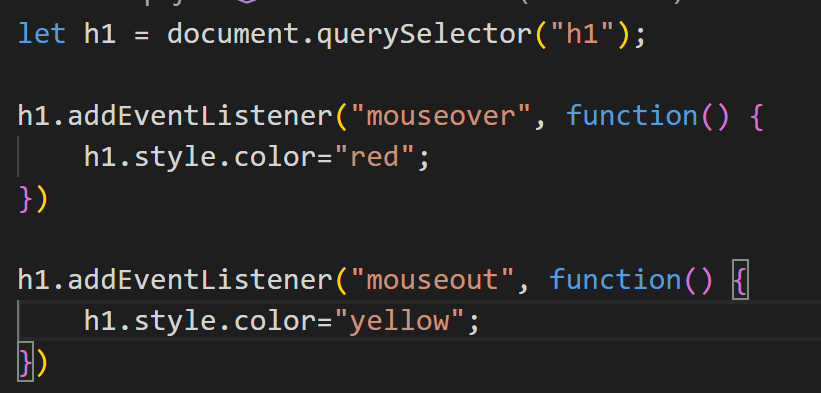 let h1 = document.querySelector("h1");
h1.addEventListener("mouseover", function() {
    h1.style.color="red";
})
h1.addEventListener("mouseout", function() {
    h1.style.color="yellow";
})